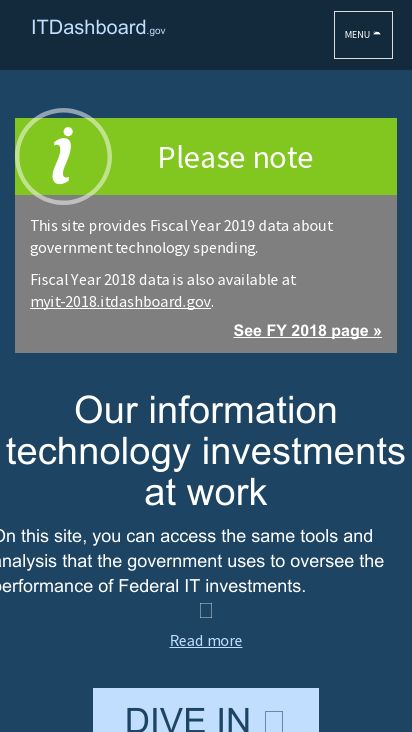 ITDashboard.gov
MENU
i
Please note
This site provides Fiscal Year 2019 data about
government technology spending.
Fiscal Year 2018 data is also available at
myit-2018.itdashboard.gov.
See FY 2018 page »
Our information
technology investments
at work
On this site, you can access the same tools and
analysis that the government uses to oversee the
performance of Federal IT investments.
Read more
DIVE IN